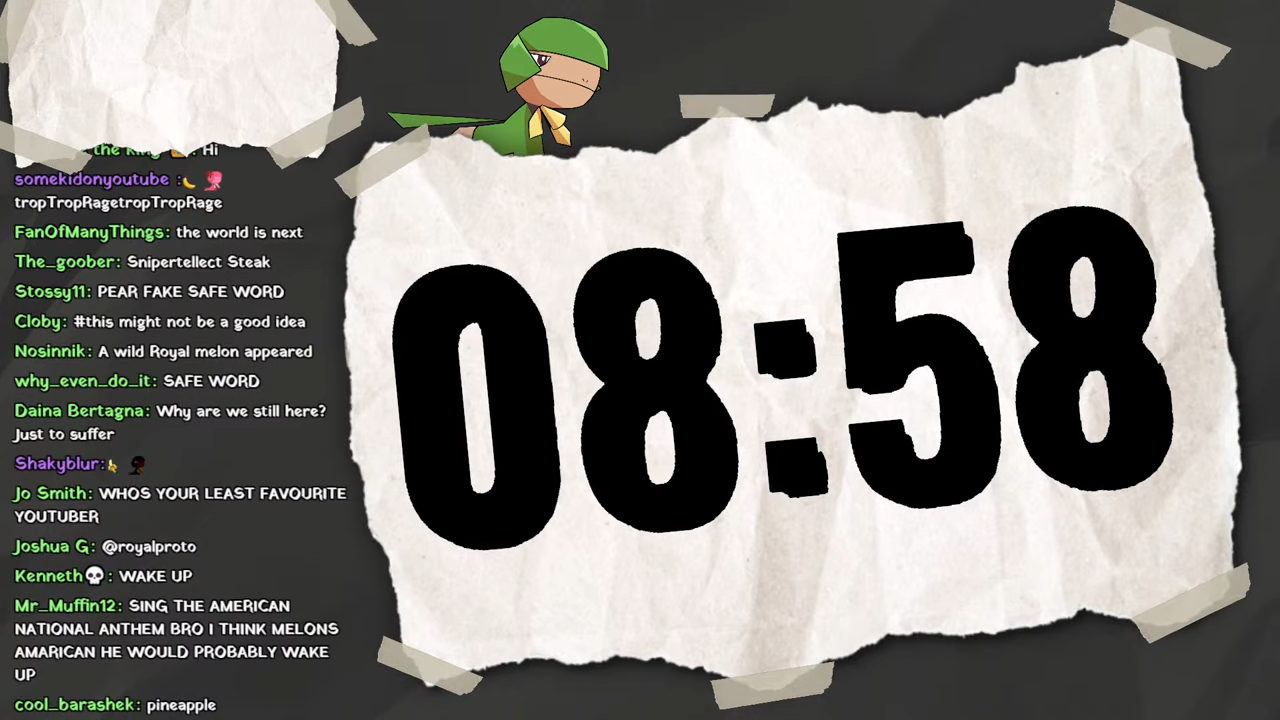 the king : Hi
somekidonyoutube :
tropTropRagetropTropRage
FanOfManyThings: the world is next
The_goober: Snipertellect Steak
Stossy11: PEAR FAKE SAFE WORD
Cloby: #this might not be a good idea
Nosinnik: A wild Royal melon appeared
why_even_do_it: SAFE WORD
Daina Bertagna: Why are we still here?
Just to suffer
Shakyblur:
Jo Smith: WHOS YOUR LEAST FAVOURITE
YOUTUBER
Joshua G: @royalproto
Kenneth💀: WAKE UP
Mr_Muffin12: SING THE AMERICAN
NATIONAL ANTHEM BRO I THINK MELONS
AMARICAN HE WOULD PROBABLY WAKE
UP
cool_barashek: pineapple
08:58